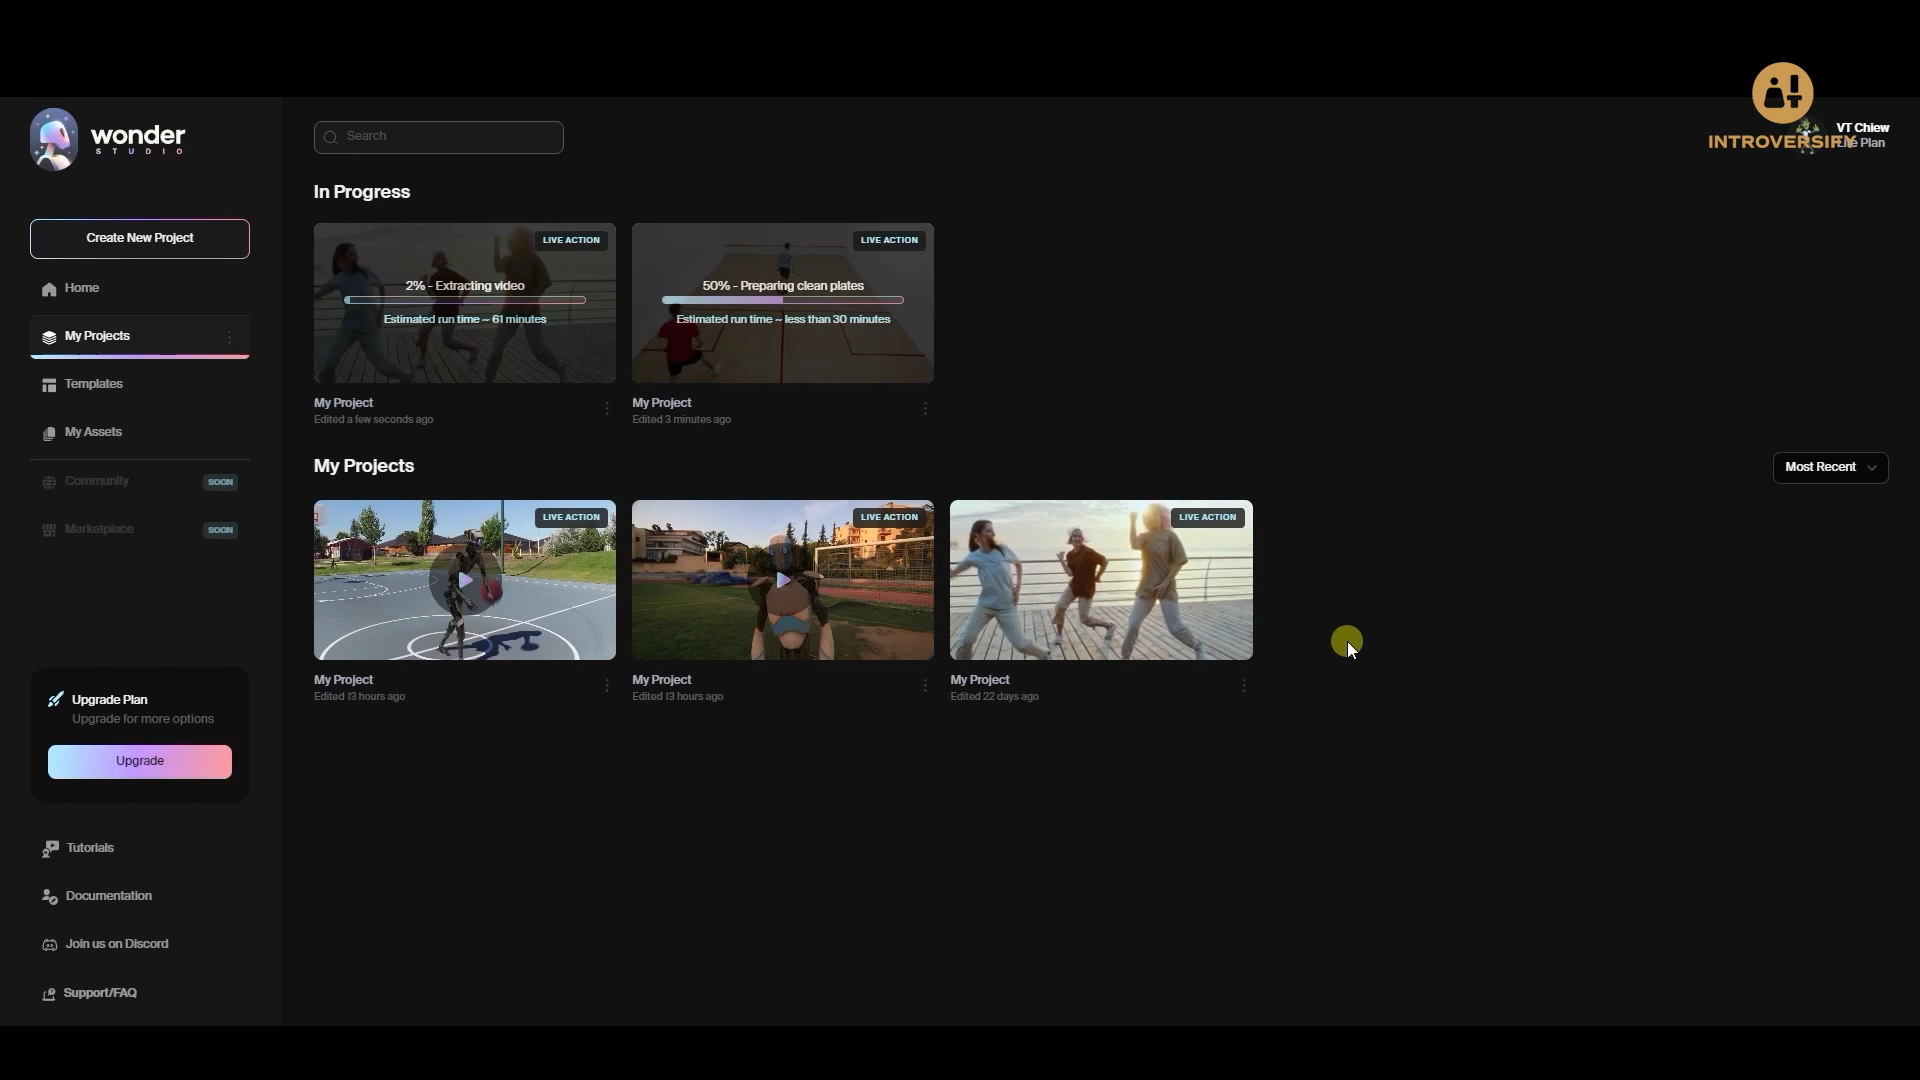 wonder
STUDIO
Create New Project
Home
My Projects
Templates
My Assets
Community SOON
Marketplace SOON
Upgrade Plan
Upgrade for more options
Upgrade
Tutorials
Documentation
Join us on Discord
Support/FAQ
Search
INTROVERSIFY
VT Chiew
Plan
In Progress
LIVE ACTION
2% - Extracting video
Estimated run time ~ 61 minutes
My Project
Edited a few seconds ago
LIVE ACTION
50% - Preparing clean plates
Estimated run time ~ less than 30 minutes
My Project
Edited 3 minutes ago
My Projects
Most Recent
LIVE ACTION
My Project
Edited 13 hours ago
LIVE ACTION
My Project
Edited 13 hours ago
LIVE ACTION
My Project
Edited 22 days ago